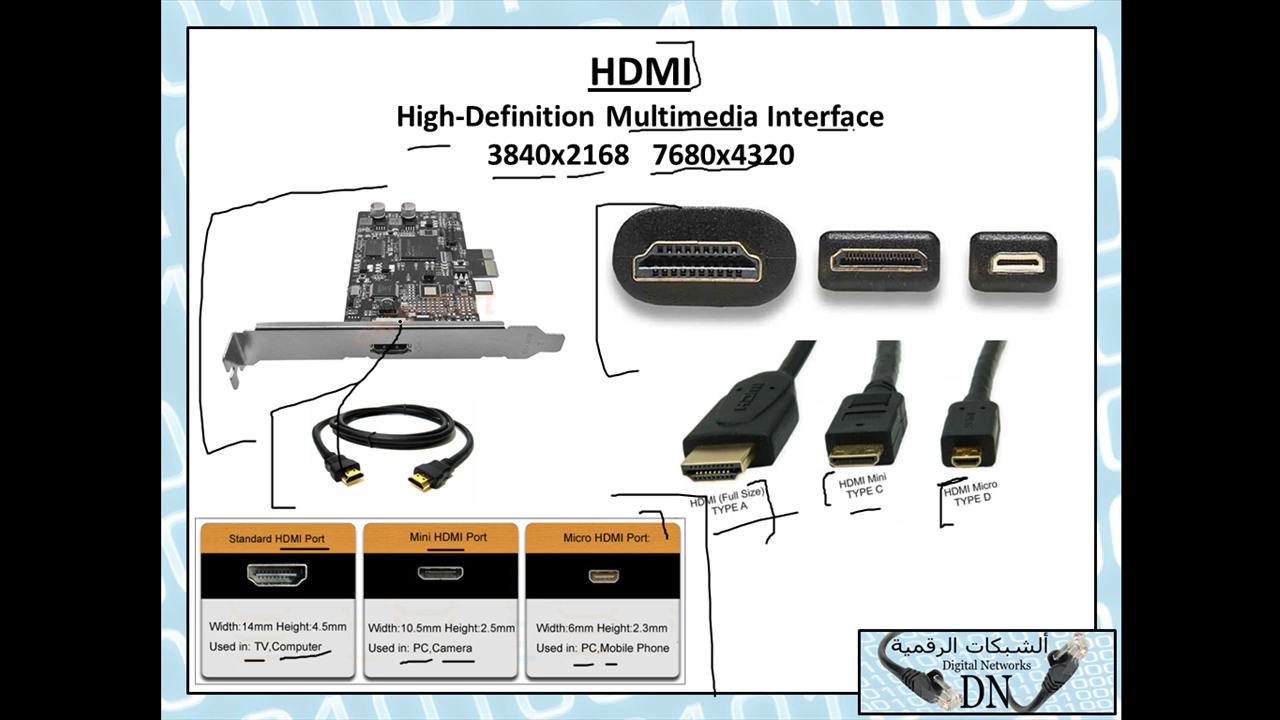 HDMI
High-Definition Multimedia Interface
3840x2168 7680x4320
HDMI (Full Size)
TYPE A
HDMI Mini
TYPE C
HDMI Micro
TYPE D
Standard HDMI Port
Width:14mm Height:4.5mm
Used in: TV,Computer
Mini HDMI Port
Width:10.5mm Height:2.5mm
Used in: PC,Camera
Micro HDMI Port:
Width:6mm Height:2.3mm
Used in: PC,Mobile Phone
ألشبكات الرقمية
Digital Networks
DN